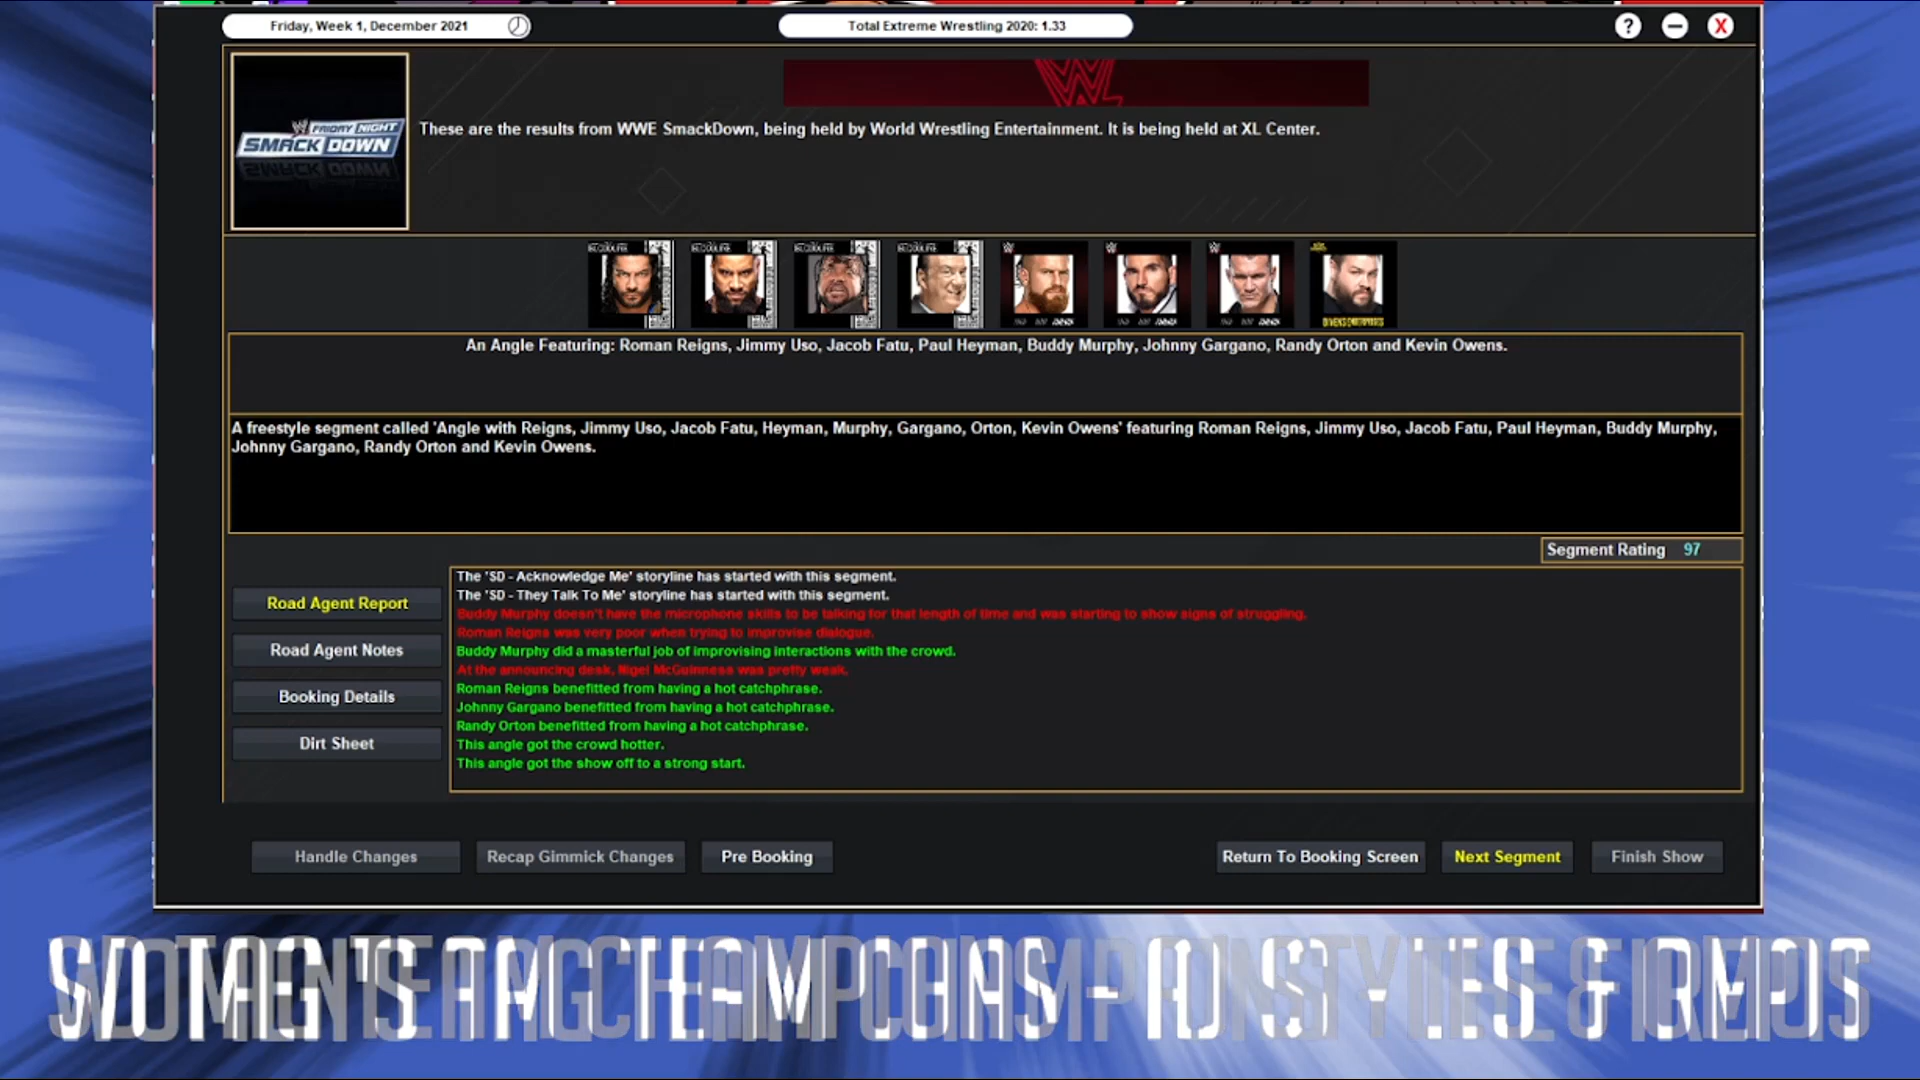 Friday, Week 1, December 2021
Total Extreme Wrestling 2020: 1.33
?
X
FRIDAY NIGHT
SMACK DOWN
These are the results from WWE SmackDown, being held by World Wrestling Entertainment. It is being held at XL Center.
An Angle Featuring: Roman Reigns, Jimmy Uso, Jacob Fatu, Paul Heyman, Buddy Murphy, Johnny Gargano, Randy Orton and Kevin Owens.
A freestyle segment called 'Angle with Reigns, Jimmy Uso, Jacob Fatu, Heyman, Murphy, Gargano, Orton, Kevin Owens' featuring Roman Reigns, Jimmy Uso, Jacob Fatu, Paul Heyman, Buddy Murphy,
Johnny Gargano, Randy Orton and Kevin Owens.
Segment Rating 97
Road Agent Report
Road Agent Notes
Booking Details
Dirt Sheet
The 'SD - Acknowledge Me' storyline has started with this segment.
The 'SD - They Talk To Me' storyline has started with this segment.
Buddy Murphy doesn't have the microphone skills to be talking for that length of time and was starting to show signs of struggling.
Roman Reigns was very poor when trying to improvise dialogue.
Buddy Murphy did a masterful job of improvising interactions with the crowd.
At the announcing desk, Nigel McGuinness was pretty weak.
Roman Reigns benefitted from having a hot catchphrase.
Johnny Gargano benefitted from having a hot catchphrase.
Randy Orton benefitted from having a hot catchphrase.
This angle got the crowd hotter.
This angle got the show off to a strong start.
Handle Changes
Recap Gimmick Changes
Pre Booking
Return To Booking Screen
Next Segment
Finish Show